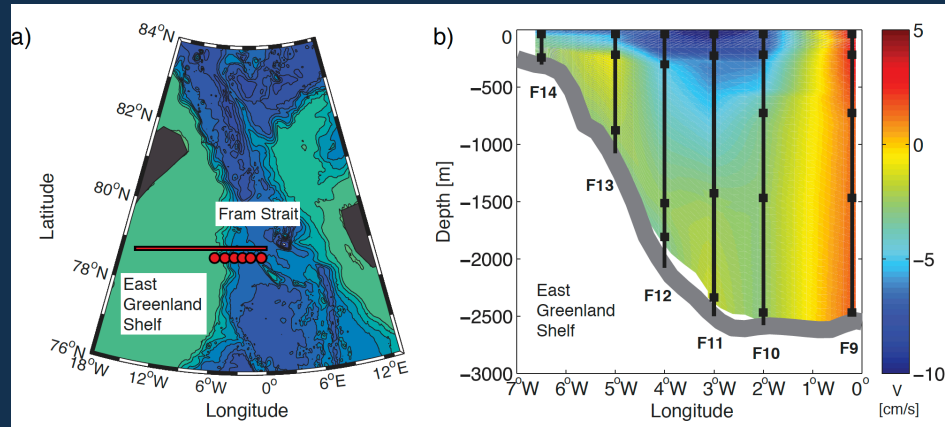 a)
84°N
82°N
80°N
78°N
76°N
Latitude
Fram Strait
East
Greenland
Shelf
18°W
12°W
6°W
0°
6°E
12°E
Longitude
b)
0
−500
−1000
−1500
−2000
−2500
−3000
Depth [m]
F14
F13
F12
F11
F10
F9
East
Greenland
Shelf
7°W
6°W
5°W
4°W
3°W
2°W
1°W
0°
Longitude
5
0
−5
−10
V
[cm/s]